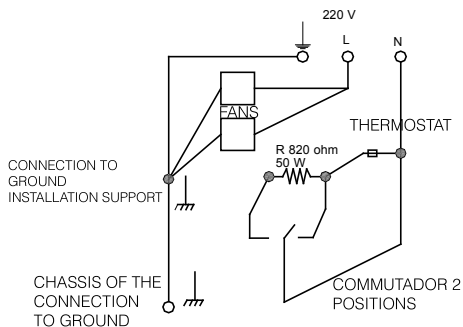 220 V
L
N
FANS
THERMOSTAT
R 820 ohm
50 W
CONNECTION TO
GROUND
INSTALLATION SUPPORT
CHASSIS OF THE
CONNECTION
TO GROUND
COMMUTADOR 2
POSITIONS